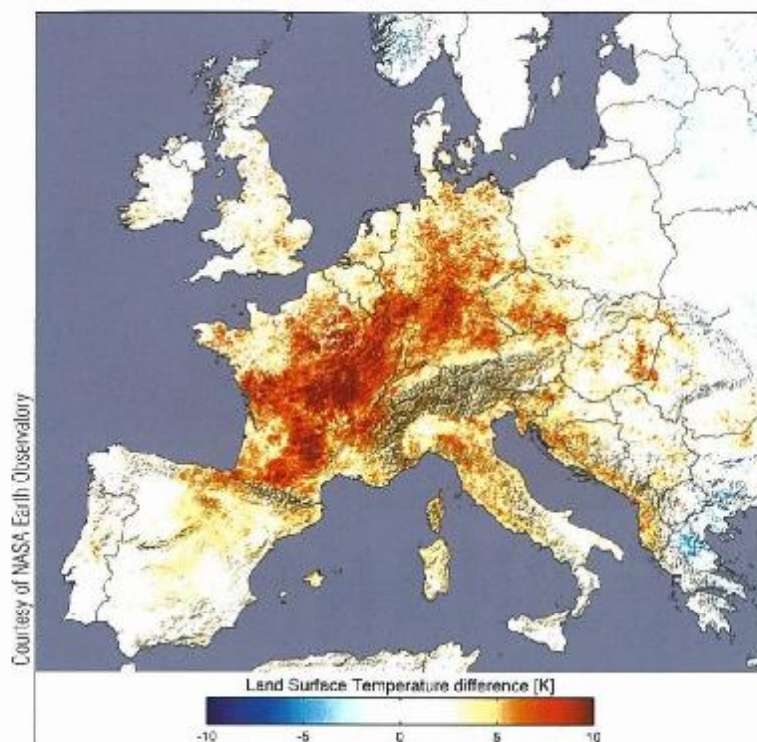 Courtesy of NASA Earth Observatory
Land Surface Temperature difference [K]
-10 -5 0 5 10